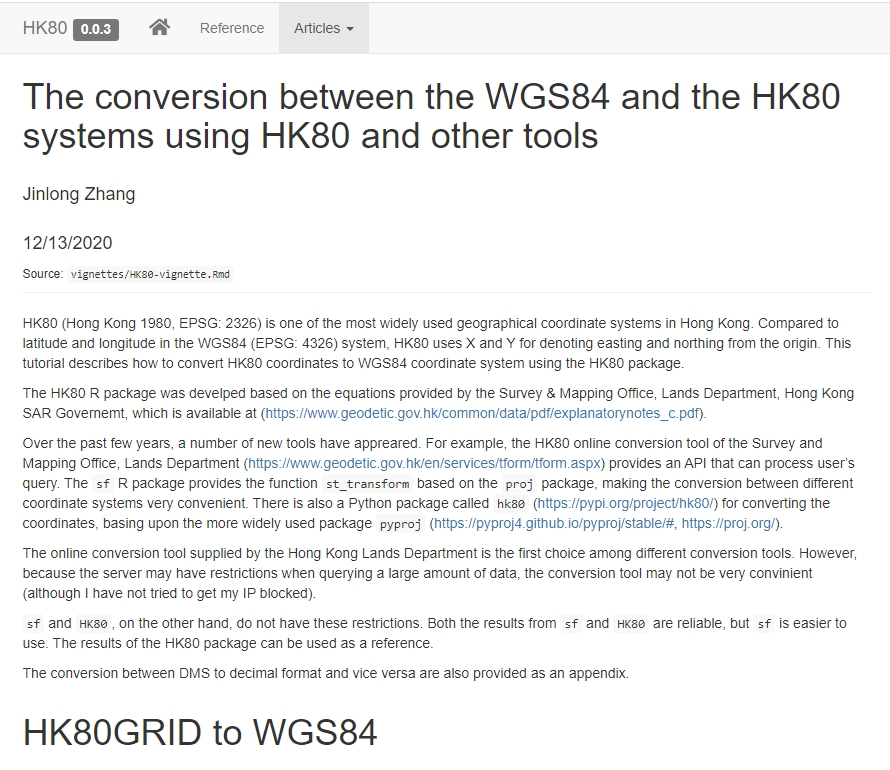 HK80 0.0.3 Reference Articles
The conversion between the WGS84 and the HK80
systems using HK80 and other tools
Jinlong Zhang
12/13/2020
Source: vignettes/HK80-vignette.Rmd
HK80 (Hong Kong 1980, EPSG: 2326) is one of the most widely used geographical coordinate systems in Hong Kong. Compared to
latitude and longitude in the WGS84 (EPSG: 4326) system, HK80 uses X and Y for denoting easting and northing from the origin. This
tutorial describes how to convert HK80 coordinates to WGS84 coordinate system using the HK80 package.
The HK80 R package was develped based on the equations provided by the Survey & Mapping Office, Lands Department, Hong Kong
SAR Governemt, which is available at (https://www.geodetic.gov.hk/common/data/pdf/explanatorynotes_c.pdf).
Over the past few years, a number of new tools have appreared. For example, the HK80 online conversion tool of the Survey and
Mapping Office, Lands Department (https://www.geodetic.gov.hk/en/services/tform/tform.aspx) provides an API that can process user's
query. The sf R package provides the function st_transform based on the proj package, making the conversion between different
coordinate systems very convenient. There is also a Python package called hk80 (https://pypi.org/project/hk80/) for converting the
coordinates, basing upon the more widely used package pyproj (https://pyproj4.github.io/pyproj/stable/#, https://proj.org/).
The online conversion tool supplied by the Hong Kong Lands Department is the first choice among different conversion tools. However,
because the server may have restrictions when querying a large amount of data, the conversion tool may not be very convinient
(although I have not tried to get my IP blocked).
sf and HK80 , on the other hand, do not have these restrictions. Both the results from sf and HK80 are reliable, but sf is easier to
use. The results of the HK80 package can be used as a reference.
The conversion between DMS to decimal format and vice versa are also provided as an appendix.
HK80GRID to WGS84